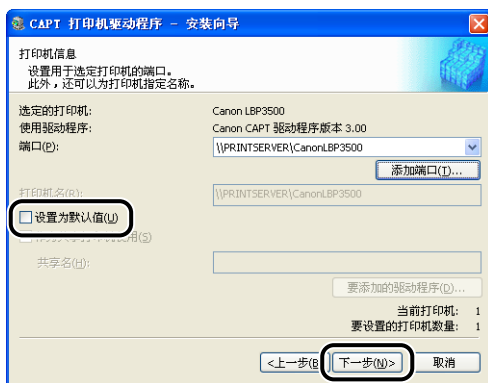 CAPT 打印机驱动程序 - 安装向导
打印机信息
设置用于选定打印机的端口。
此外，还可以为打印机指定名称。
选定的打印机: Canon LBP3500
使用驱动程序: Canon CAPT 驱动程序版本 3.00
端口(P): \\PRINTSERVER\CanonLBP3500
添加端口(T)...
打印机名(R): \\PRINTSERVER\CanonLBP3500
设置为默认值(U)
使用(S)
共享名(H):
要添加的驱动程序(D)...
当前打印机: 1
要设置的打印机数量: 1
<上一步(B 下一步(N)> 取消